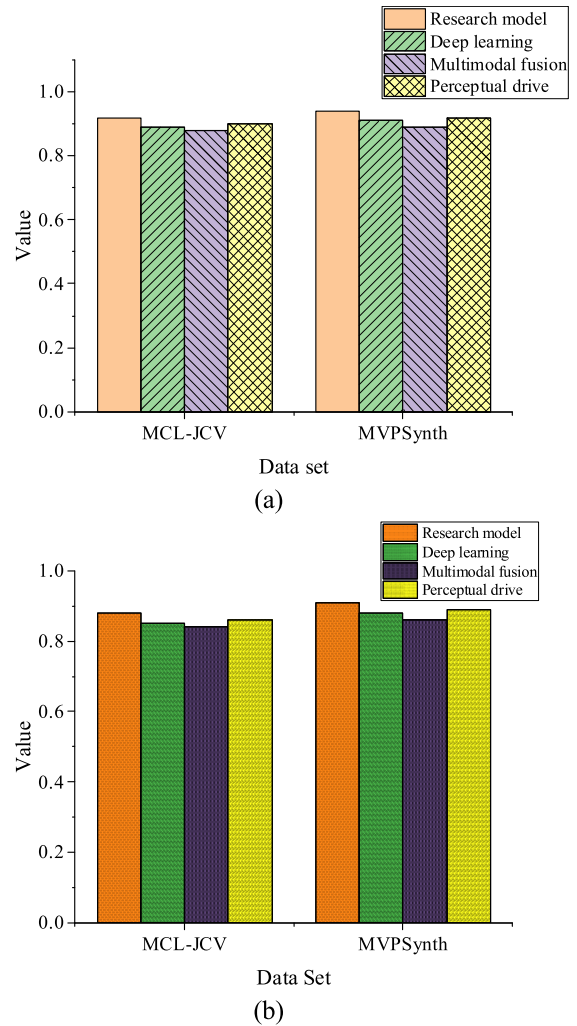 Research model
Deep learning
Multimodal fusion
Perceptual drive
1.0
0.8
0.6
0.4
0.2
0.0
Value
MCL-JCV
MVPSynth
Data set
(a)
Research model
Deep learning
Multimodal fusion
Perceptual drive
1.0
0.8
0.6
0.4
0.2
0.0
Value
MCL-JCV
MVPSynth
Data Set
(b)